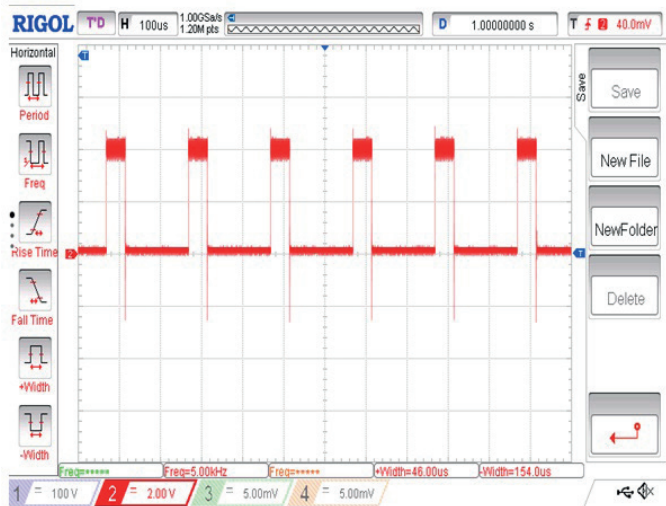 RIGOL T'D H 100us 1.00GSa/s D 1.00000000 s T 2 40.0mV
1.20M pts
Horizontal
Period
Freq
Rise Time
Fall Time
+Width
-Width
T
2
T
Save
Save
New File
NewFolder
Delete
Freq=***** Freq=5.00kHz Freq=***** +Width=46.00us -Width=154.0us
1 = 100 V 2 = 2.00 V 3 = 5.00mV 4 = 5.00mV